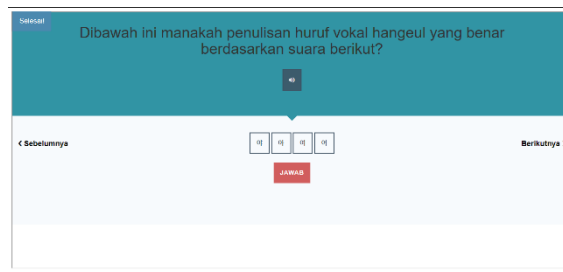 Selesai!
Dibawah ini manakah penulisan huruf vokal hangeul yang benar
berdasarkan suara berikut?
‹ Sebelumnya
Berikutnya ›
JAWAB